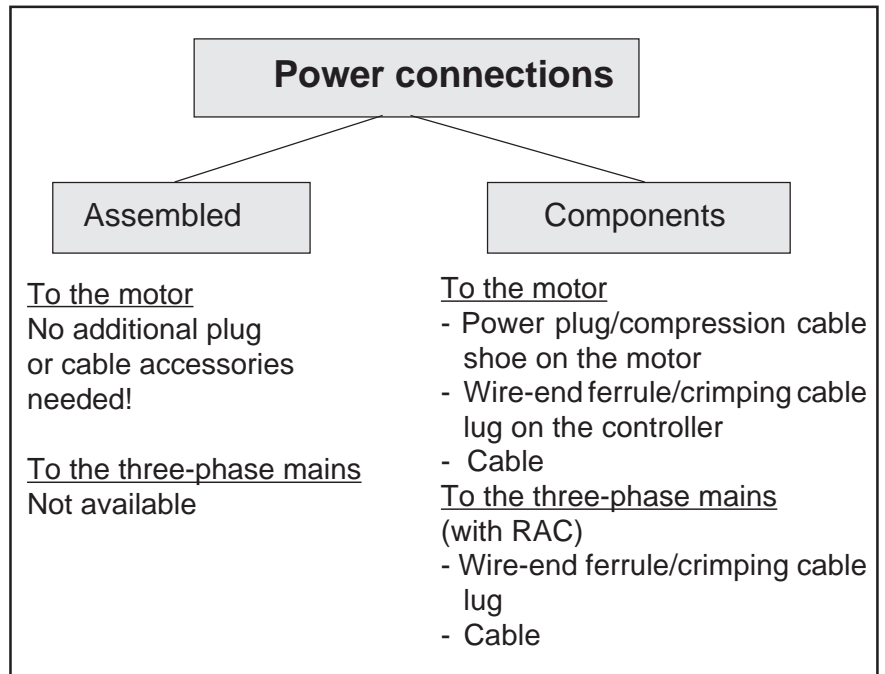 Power connections
Assembled
To the motor
No additional plug
or cable accessories
needed!
To the three-phase mains
Not available
Components
To the motor
- Power plug/compression cable
shoe on the motor
- Wire-end ferrule/crimping cable
lug on the controller
- Cable
To the three-phase mains
(with RAC)
- Wire-end ferrule/crimping cable
lug
- Cable